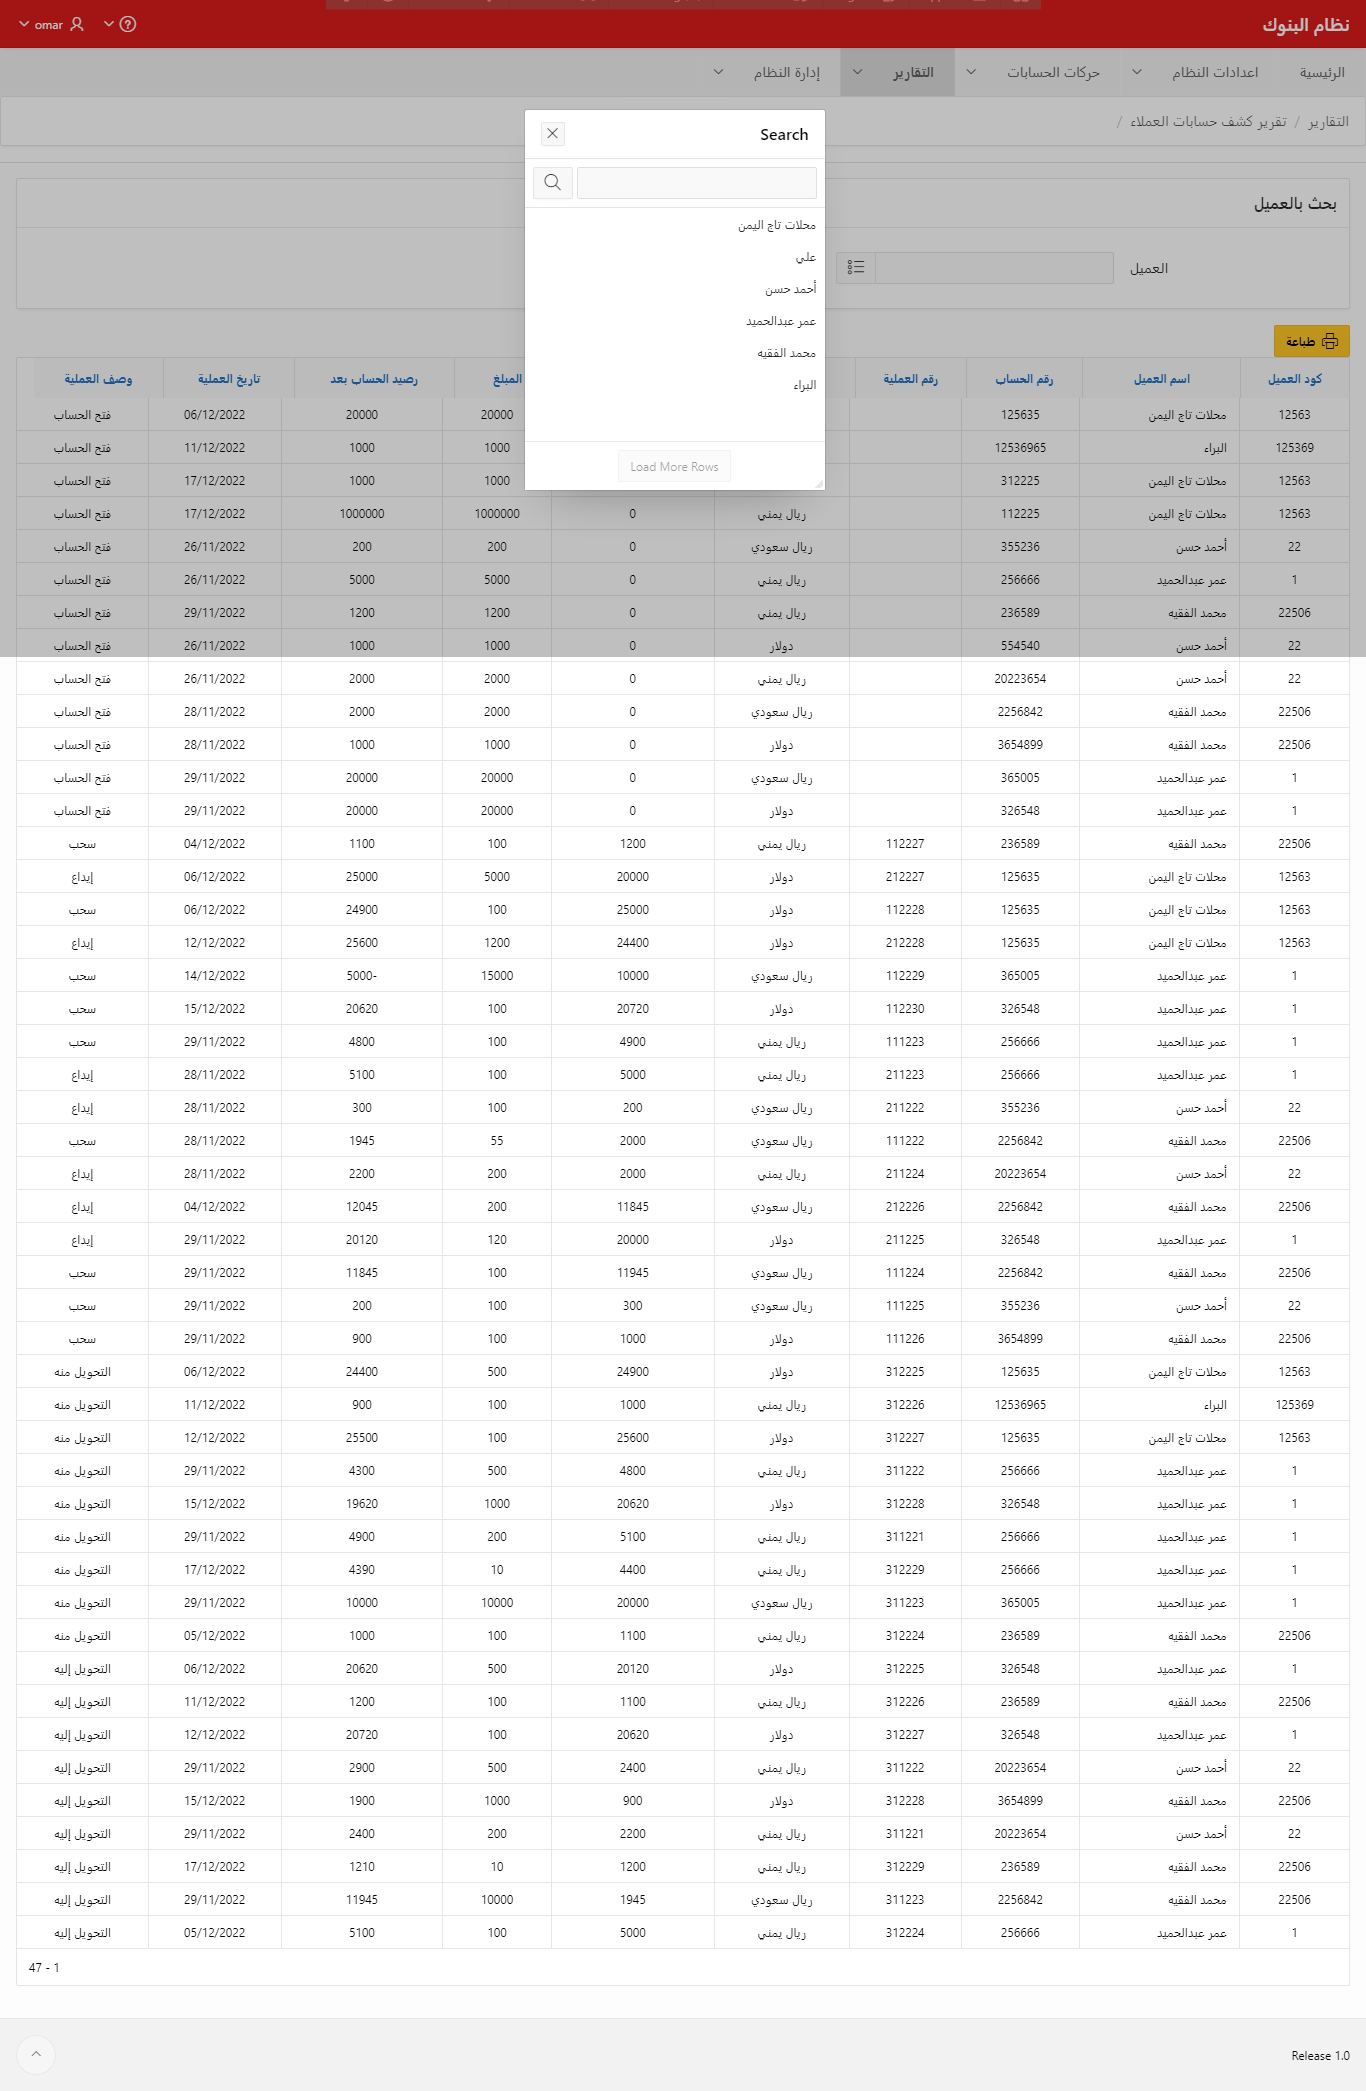 نظام البنوك
omar
الرئيسية
اعدادات النظام
حركات الحسابات
التقارير
إدارة النظام
التقارير / تقرير كشف حسابات العملاء /
Search
محلات تاج اليمن
علي
أحمد حسن
عمر عبدالحميد
محمد الفقيه
البراء
Load More Rows
بحث بالعميل
العميل
طباعة
كود العميل اسم العميل رقم الحساب رقم العملية المبلغ رصيد الحساب بعد تاريخ العملية وصف العملية
12563 محلات تاج اليمن 125635 20000 20000 06/12/2022 فتح الحساب
125369 البراء 12536965 1000 1000 11/12/2022 فتح الحساب
12563 محلات تاج اليمن 312225 1000 1000 17/12/2022 فتح الحساب
12563 محلات تاج اليمن 112225 ريال يمني 0 1000000 1000000 17/12/2022 فتح الحساب
22 أحمد حسن 355236 ريال سعودي 0 200 200 26/11/2022 فتح الحساب
1 عمر عبدالحميد 256666 ريال يمني 0 5000 5000 26/11/2022 فتح الحساب
22506 محمد الفقيه 236589 ريال يمني 0 1200 1200 29/11/2022 فتح الحساب
22 أحمد حسن 554540 دولار 0 1000 1000 26/11/2022 فتح الحساب
22 أحمد حسن 20223654 ريال يمني 0 2000 2000 26/11/2022 فتح الحساب
22506 محمد الفقيه 2256842 ريال سعودي 0 2000 2000 28/11/2022 فتح الحساب
22506 محمد الفقيه 3654899 دولار 0 1000 1000 28/11/2022 فتح الحساب
1 عمر عبدالحميد 365005 ريال سعودي 0 20000 20000 29/11/2022 فتح الحساب
1 عمر عبدالحميد 326548 دولار 0 20000 20000 29/11/2022 فتح الحساب
22506 محمد الفقيه 236589 112227 ريال يمني 1200 100 1100 04/12/2022 سحب
12563 محلات تاج اليمن 125635 212227 دولار 20000 5000 25000 06/12/2022 إيداع
12563 محلات تاج اليمن 125635 112228 دولار 25000 100 24900 06/12/2022 سحب
12563 محلات تاج اليمن 125635 212228 دولار 24400 1200 25600 12/12/2022 إيداع
1 عمر عبدالحميد 365005 112229 ريال سعودي 10000 15000 5000- 14/12/2022 سحب
1 عمر عبدالحميد 326548 112230 دولار 20720 100 20620 15/12/2022 سحب
1 عمر عبدالحميد 256666 111223 ريال يمني 4900 100 4800 29/11/2022 سحب
1 عمر عبدالحميد 256666 211223 ريال يمني 5000 100 5100 28/11/2022 إيداع
22 أحمد حسن 355236 211222 ريال سعودي 200 100 300 28/11/2022 إيداع
22506 محمد الفقيه 2256842 111222 ريال سعودي 2000 55 1945 28/11/2022 سحب
22 أحمد حسن 20223654 211224 ريال يمني 2000 200 2200 28/11/2022 إيداع
22506 محمد الفقيه 2256842 212226 ريال سعودي 11845 200 12045 04/12/2022 إيداع
1 عمر عبدالحميد 326548 211225 دولار 20000 120 20120 29/11/2022 إيداع
22506 محمد الفقيه 2256842 111224 ريال سعودي 11945 100 11845 29/11/2022 سحب
22 أحمد حسن 355236 111225 ريال سعودي 300 100 200 29/11/2022 سحب
22506 محمد الفقيه 3654899 111226 دولار 1000 100 900 29/11/2022 سحب
12563 محلات تاج اليمن 125635 312225 دولار 24900 500 24400 06/12/2022 التحويل منه
125369 البراء 12536965 312226 ريال يمني 1000 100 900 11/12/2022 التحويل منه
12563 محلات تاج اليمن 125635 312227 دولار 25600 100 25500 12/12/2022 التحويل منه
1 عمر عبدالحميد 256666 311222 ريال يمني 4800 500 4300 29/11/2022 التحويل منه
1 عمر عبدالحميد 326548 312228 دولار 20620 1000 19620 15/12/2022 التحويل منه
1 عمر عبدالحميد 256666 311221 ريال يمني 5100 200 4900 29/11/2022 التحويل منه
1 عمر عبدالحميد 256666 312229 ريال يمني 4400 10 4390 17/12/2022 التحويل منه
1 عمر عبدالحميد 365005 311223 ريال سعودي 20000 10000 10000 29/11/2022 التحويل منه
22506 محمد الفقيه 236589 312224 ريال يمني 1100 100 1000 05/12/2022 التحويل منه
1 عمر عبدالحميد 326548 312225 دولار 20120 500 20620 06/12/2022 التحويل إليه
22506 محمد الفقيه 236589 312226 ريال يمني 1100 100 1200 11/12/2022 التحويل إليه
1 عمر عبدالحميد 326548 312227 دولار 20620 100 20720 12/12/2022 التحويل إليه
22 أحمد حسن 20223654 311222 ريال يمني 2400 500 2900 29/11/2022 التحويل إليه
22506 محمد الفقيه 3654899 312228 دولار 900 1000 1900 15/12/2022 التحويل إليه
22 أحمد حسن 20223654 311221 ريال يمني 2200 200 2400 29/11/2022 التحويل إليه
22506 محمد الفقيه 236589 312229 ريال يمني 1200 10 1210 17/12/2022 التحويل إليه
22506 محمد الفقيه 2256842 311223 ريال سعودي 1945 10000 11945 29/11/2022 التحويل إليه
1 عمر عبدالحميد 256666 312224 ريال يمني 5000 100 5100 05/12/2022 التحويل إليه
1 - 47
Release 1.0